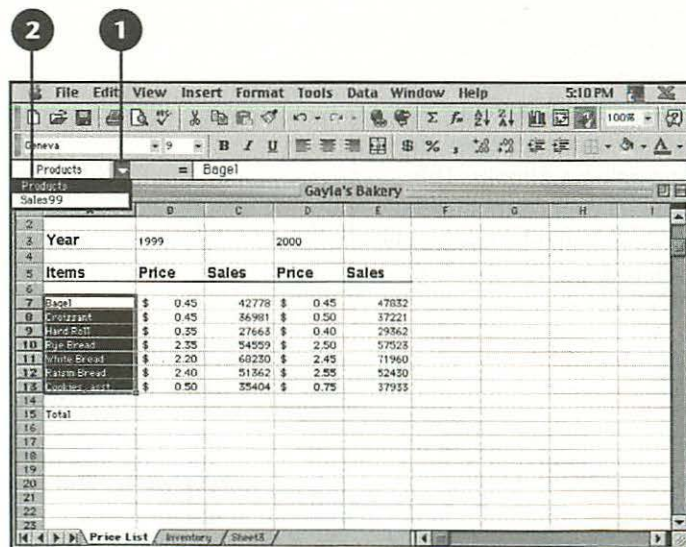 2 1
File Edit View Insert Format Tools Data Window Help 5:10 PM
Σ 100%
Geneva 9 B I U $ % ,
Products = Bagel
Products Gayla's Bakery
Sales99
A B C D E F G H I
2
3 Year 1999 2000
4
5 Items Price Sales Price Sales
6
7 Bagel $ 0.45 42778 $ 0.45 47832
8 Croissant $ 0.45 36981 $ 0.50 37221
9 Hard Roll $ 0.35 27663 $ 0.40 29362
10 Rye Bread $ 2.35 54559 $ 2.50 57523
11 White Bread $ 2.20 68230 $ 2.45 71960
12 Raisin Bread $ 2.40 51362 $ 2.55 52430
13 Cookies, asst $ 0.50 35404 $ 0.75 37933
14
15 Total
16
17
18
19
20
21
22
23
Price List Inventory Sheet3